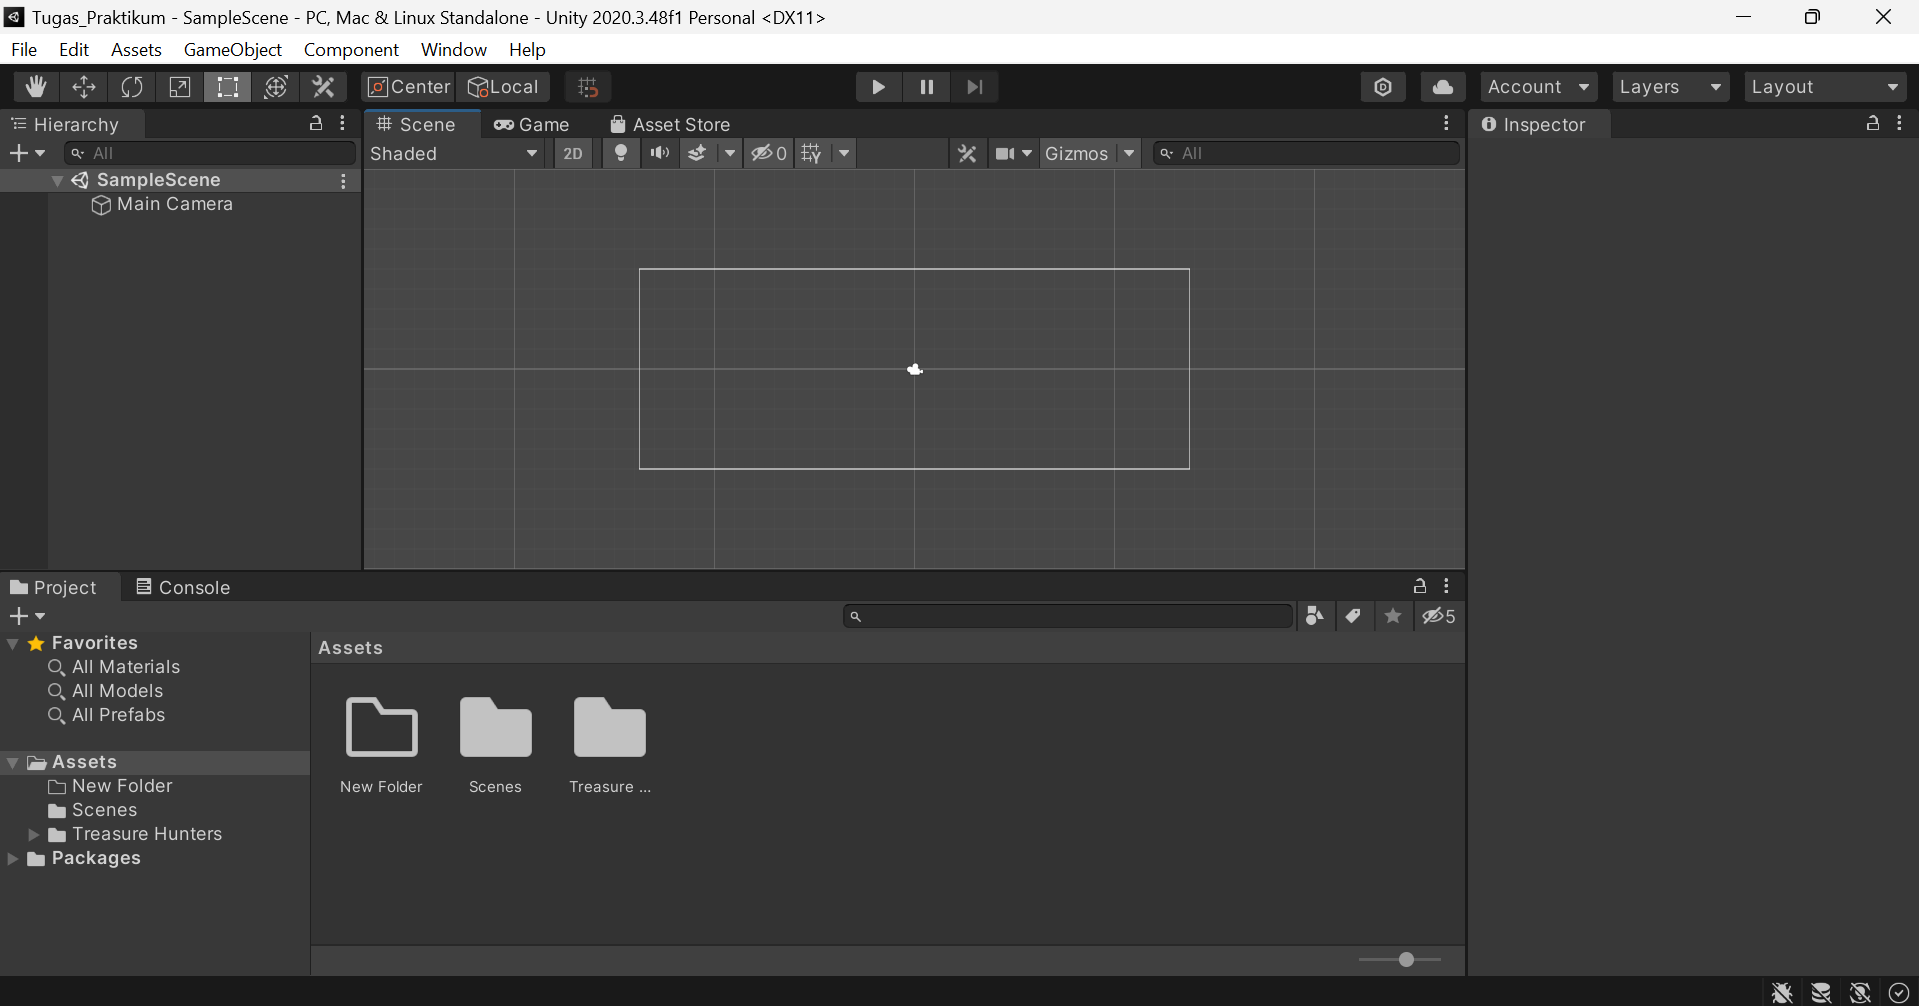 Tugas_Praktikum - SampleScene - PC, Mac & Linux Standalone - Unity 2020.3.48f1 Personal <DX11>
File Edit Assets GameObject Component Window Help
Center Local Account Layers Layout
Hierarchy
All
SampleScene
Main Camera
Scene Game Asset Store
Shaded 2D 0 Gizmos All
Inspector
Project Console
5
Favorites
All Materials
All Models
All Prefabs
Assets
New Folder
Scenes
Treasure Hunters
Packages
Assets
New Folder Scenes Treasure ...